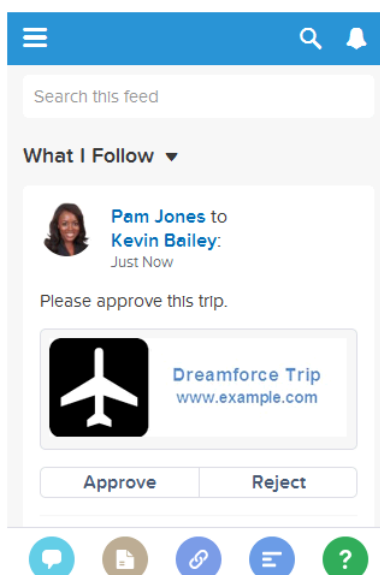 Search this feed
What I Follow
Pam Jones to
Kevin Bailey:
Just Now
Please approve this trip.
Dreamforce Trip
www.example.com
Approve
Reject
?